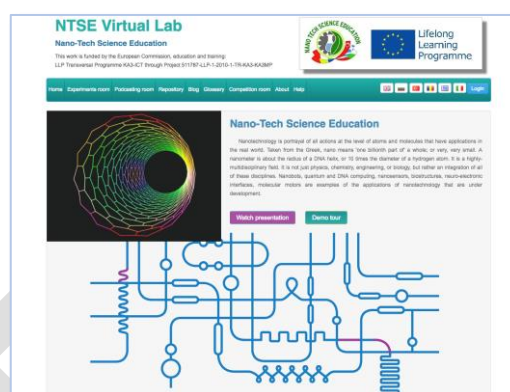 NTSE Virtual Lab
Nano-Tech Science Education
This work is funded by the European Commission, education and training:
LLP Transversal Programme KA3-ICT through Project 511787-LLP-1-2010-1-TR-KA3-KA3MP
NANO TECH SCIENCE EDUCATION
Lifelong
Learning
Programme
Home Experiments room Podcasting room Repository Blog Glossary Competition room About Help Login
Nano-Tech Science Education
Nanotechnology is portrayal of all actions at the level of atoms and molecules that have applications in
the real world. Taken from the Greek, nano means 'one billionth part of' a whole; or very, very small. A
nanometer is about the radius of a DNA helix, or 10 times the diameter of a hydrogen atom. It is a highly-
multidisciplinary field. It is not just physics, chemistry, engineering, or biology, but rather an integration of all
of these disciplines. Nanobots, quantum and DNA computing, nanosensors, biostructures, neuro-electronic
interfaces, molecular motors are examples of the applications of nanotechnology that are under
development.
Watch presentation Demo tour